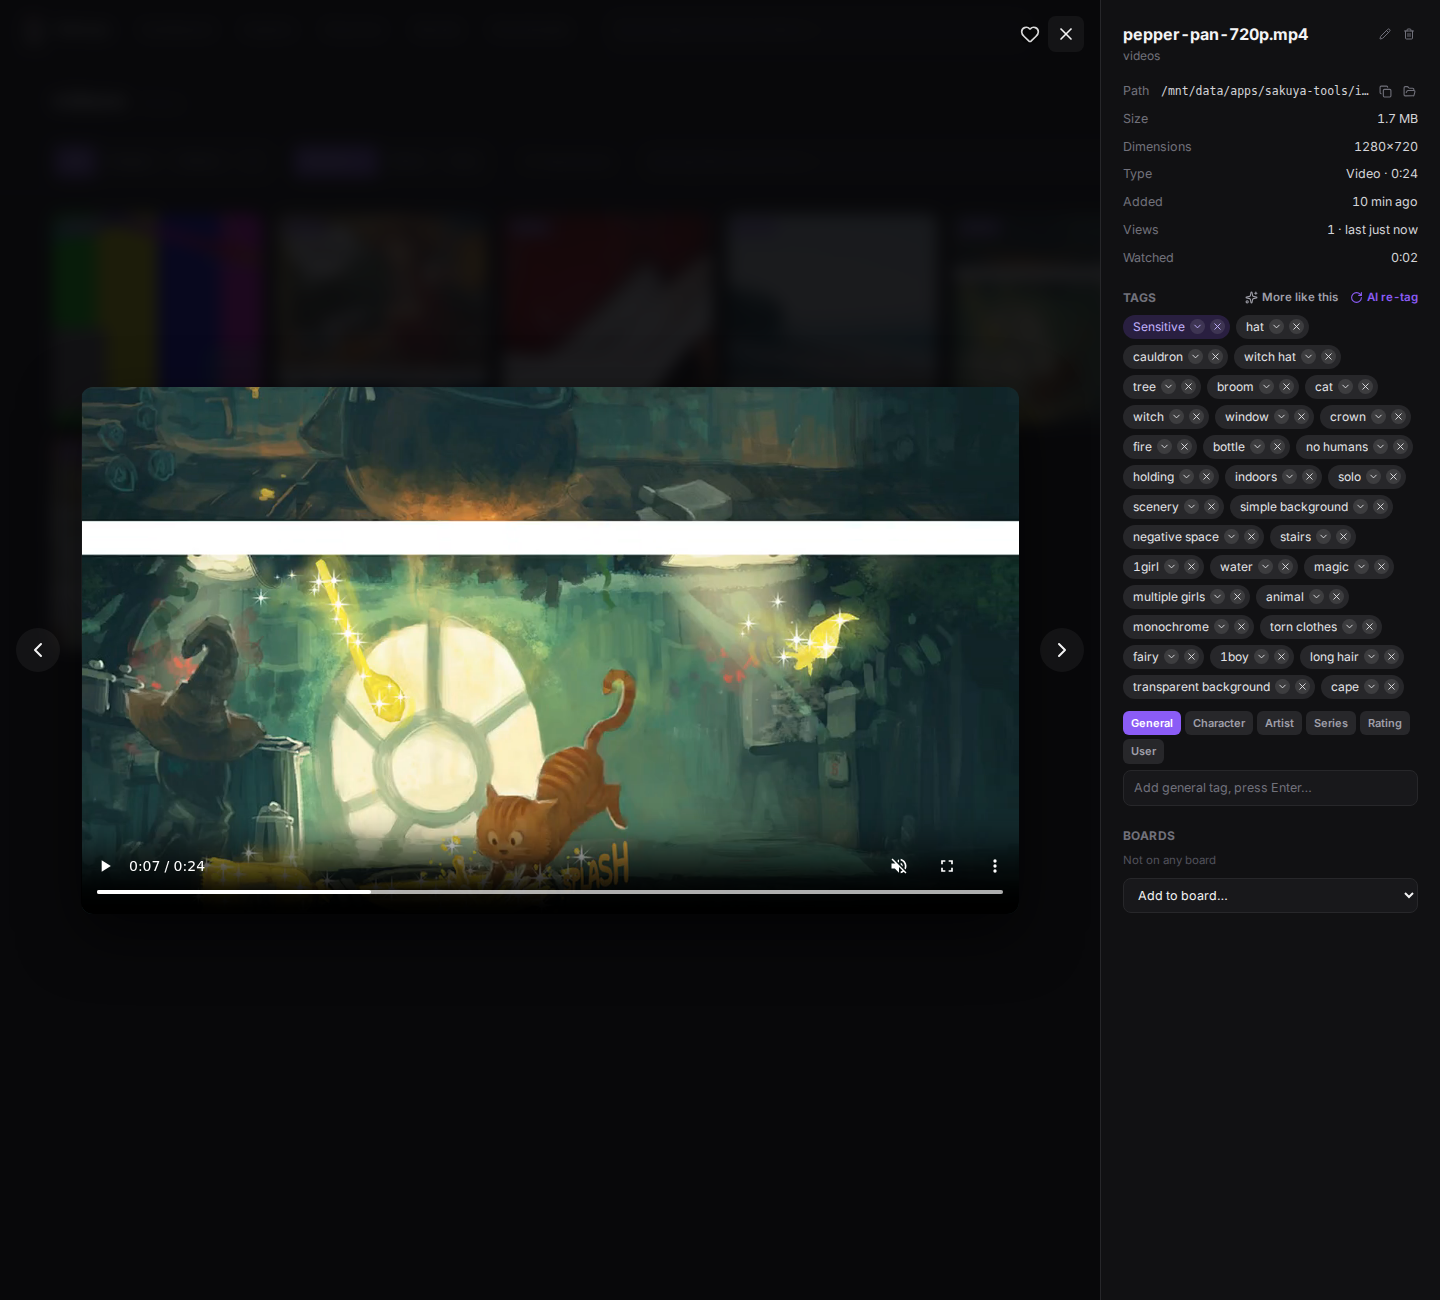 pepper-pan-720p.mp4
videos
Path /mnt/data/apps/sakuya-tools/i…
Size 1.7 MB
Dimensions 1280×720
Type Video · 0:24
Added 10 min ago
Views 1 · last just now
Watched 0:02
TAGS More like this AI re-tag
Sensitive hat
cauldron witch hat
tree broom cat
witch window crown
fire bottle no humans
holding indoors solo
scenery simple background
negative space stairs
1girl water magic
multiple girls animal
monochrome torn clothes
fairy 1boy long hair
transparent background cape
General Character Artist Series Rating
User
Add general tag, press Enter...
BOARDS
Not on any board
Add to board...
SPLASH
0:07 / 0:24